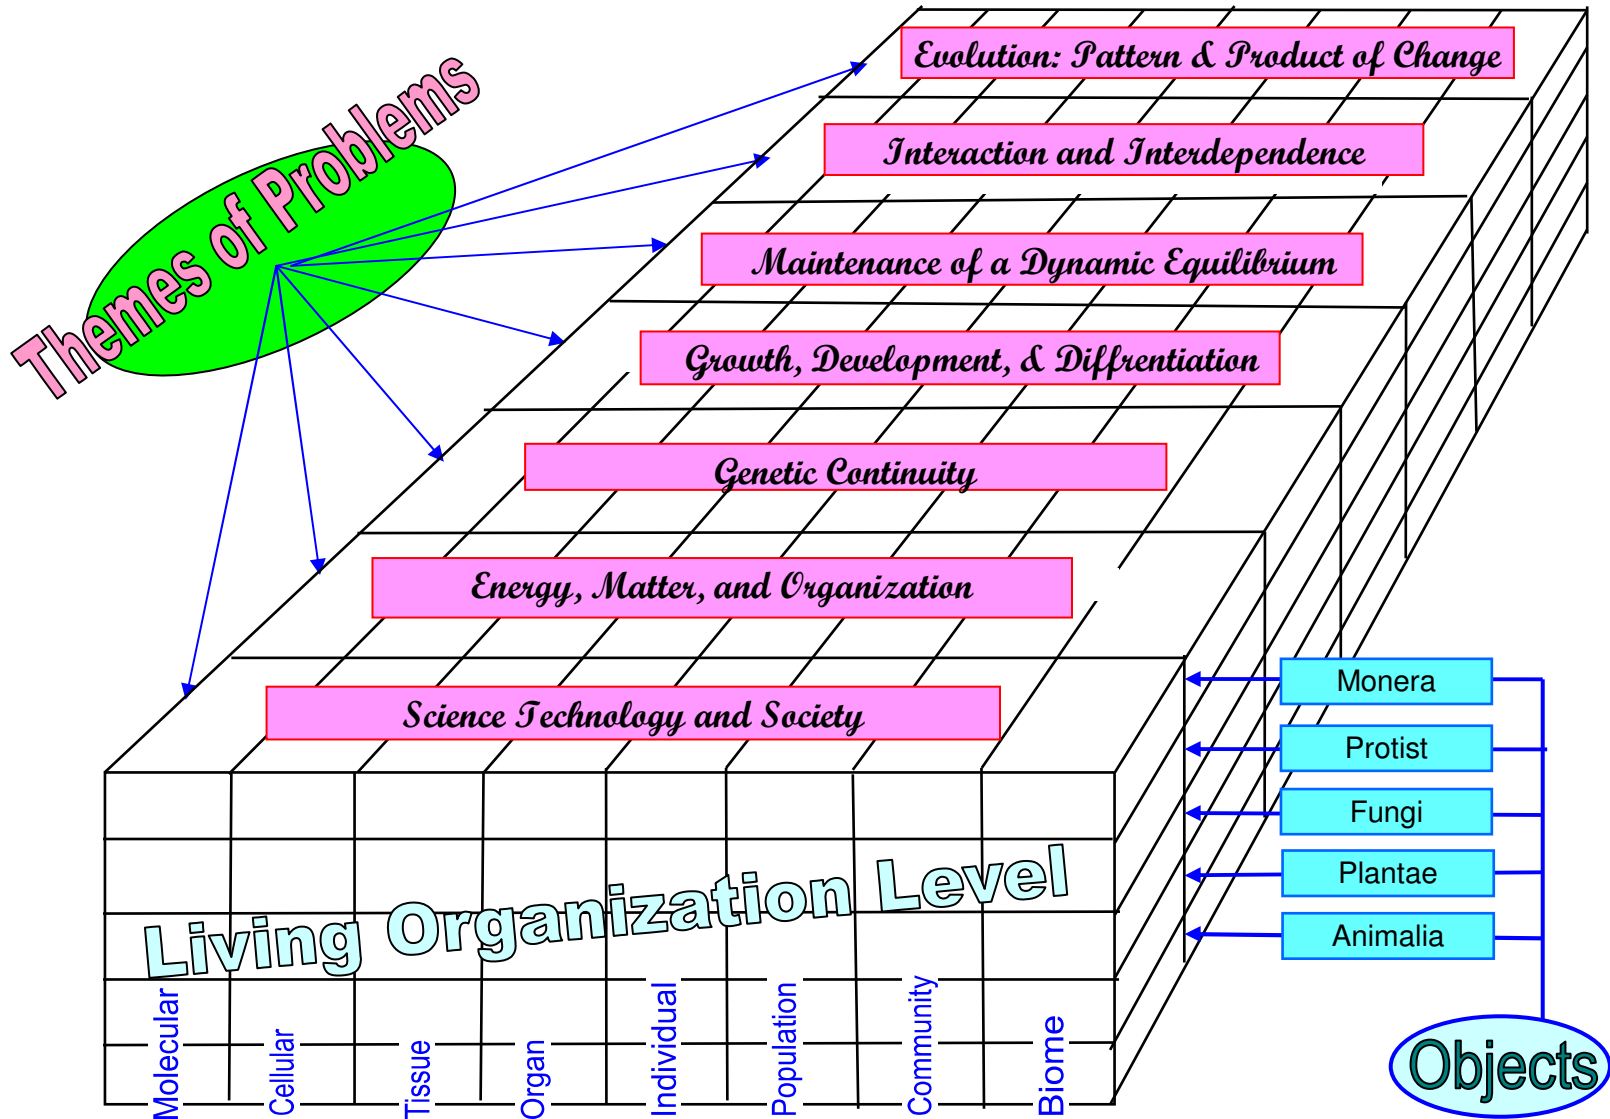 Themes of Problems
Evolution: Pattern & Product of Change
Interaction and Interdependence
Maintenance of a Dynamic Equilibrium
Growth, Development, & Diffrentiation
Genetic Continuity
Energy, Matter, and Organization
Science Technology and Society
Monera
Protist
Fungi
Plantae
Animalia
Objects
Living Organization Level
Molecular
Cellular
Tissue
Organ
Individual
Population
Community
Biome